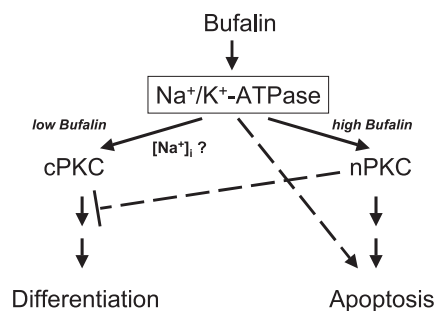 Bufalin
Na⁺/K⁺-ATPase
low Bufalin
high Bufalin
[Na⁺]ᵢ ?
cPKC
nPKC
Differentiation
Apoptosis